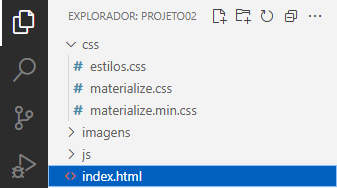 EXPLORADOR: PROJETO02
css
# estilos.css
# materialize.css
# materialize.min.css
imagens
js
<> index.html